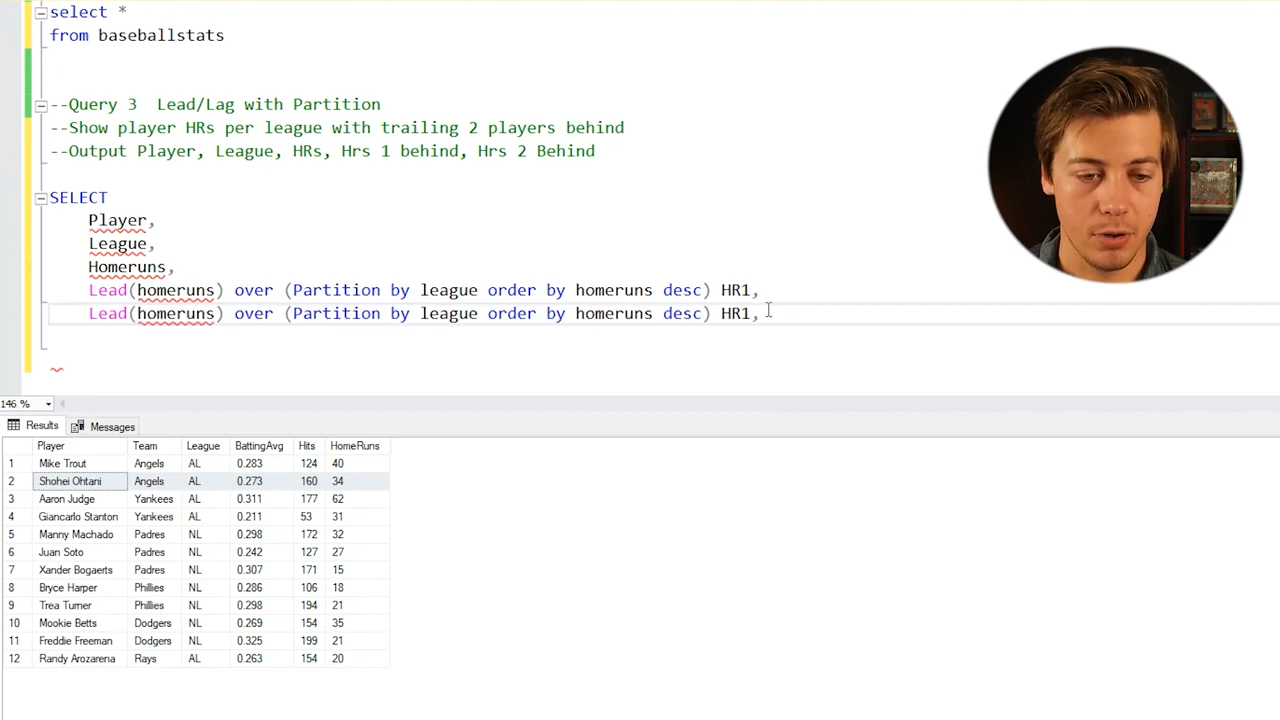 select *
from baseballstats
--Query 3  Lead/Lag with Partition
--Show player HRs per league with trailing 2 players behind
--Output Player, League, HRs, Hrs 1 behind, Hrs 2 Behind
SELECT
Player,
League,
Homeruns,
Lead(homeruns) over (Partition by league order by homeruns desc) HR1,
Lead(homeruns) over (Partition by league order by homeruns desc) HR1,
146 %
Results Messages
Player Team League BattingAvg Hits HomeRuns
1 Mike Trout Angels AL 0.283 124 40
2 Shohei Ohtani Angels AL 0.273 160 34
3 Aaron Judge Yankees AL 0.311 177 62
4 Giancarlo Stanton Yankees AL 0.211 53 31
5 Manny Machado Padres NL 0.298 172 32
6 Juan Soto Padres NL 0.242 127 27
7 Xander Bogaerts Padres NL 0.307 171 15
8 Bryce Harper Phillies NL 0.286 106 18
9 Trea Turner Phillies NL 0.298 194 21
10 Mookie Betts Dodgers NL 0.269 154 35
11 Freddie Freeman Dodgers NL 0.325 199 21
12 Randy Arozarena Rays AL 0.263 154 20